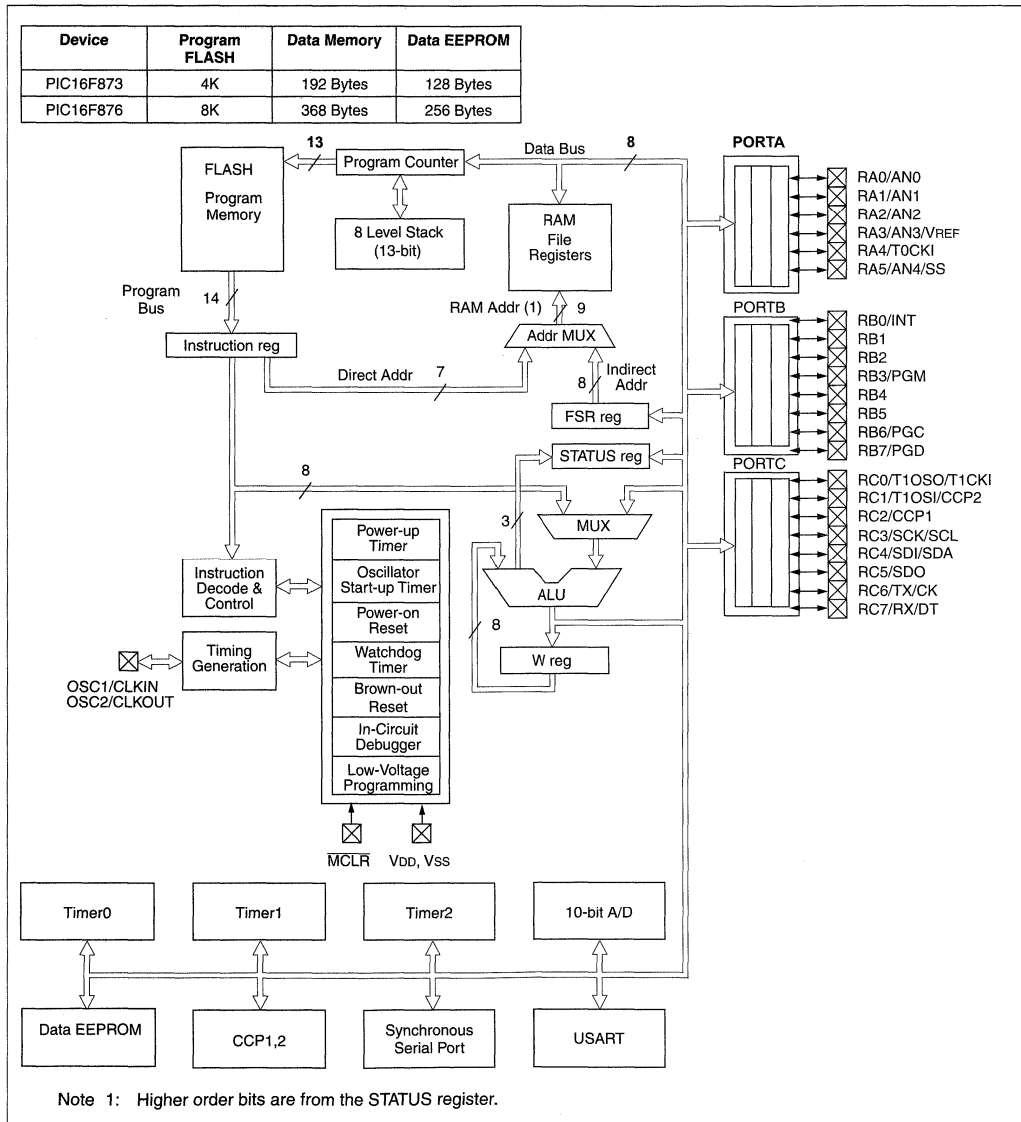 Device Program FLASH Data Memory Data EEPROM
PIC16F873 4K 192 Bytes 128 Bytes
PIC16F876 8K 368 Bytes 256 Bytes
FLASH
Program
Memory
13
Program Counter
Data Bus
8
8 Level Stack
(13-bit)
RAM
File
Registers
PORTA
RA0/AN0
RA1/AN1
RA2/AN2
RA3/AN3/VREF
RA4/T0CKI
RA5/AN4/SS
Program
Bus
14
RAM Addr (1)
9
Addr MUX
Instruction reg
Direct Addr
7
8
Indirect
Addr
FSR reg
STATUS reg
PORTB
RB0/INT
RB1
RB2
RB3/PGM
RB4
RB5
RB6/PGC
RB7/PGD
PORTC
RC0/T1OSO/T1CKI
RC1/T1OSI/CCP2
RC2/CCP1
RC3/SCK/SCL
RC4/SDI/SDA
RC5/SDO
RC6/TX/CK
RC7/RX/DT
8
3
MUX
ALU
8
W reg
Instruction
Decode &
Control
Timing
Generation
OSC1/CLKIN
OSC2/CLKOUT
Power-up
Timer
Oscillator
Start-up Timer
Power-on
Reset
Watchdog
Timer
Brown-out
Reset
In-Circuit
Debugger
Low-Voltage
Programming
MCLR
VDD, VSS
Timer0
Timer1
Timer2
10-bit A/D
Data EEPROM
CCP1,2
Synchronous
Serial Port
USART
Note 1: Higher order bits are from the STATUS register.